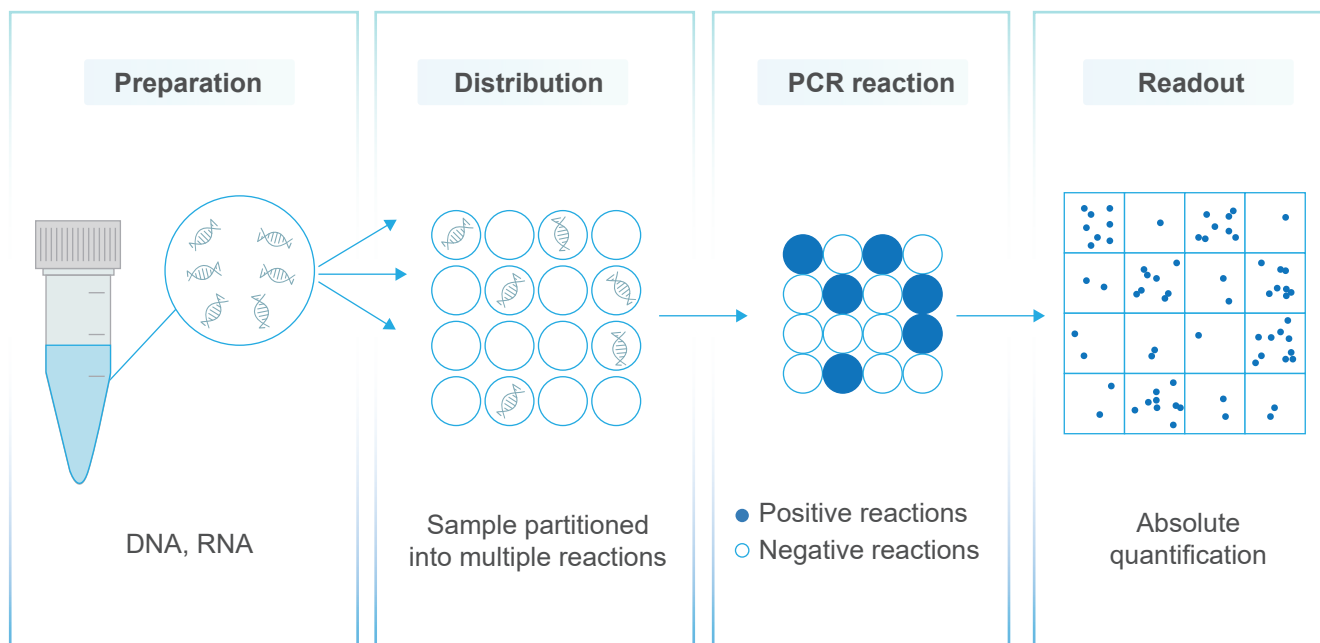 Preparation
DNA, RNA
Distribution
Sample partitioned
into multiple reactions
PCR reaction
Positive reactions
Negative reactions
Readout
Absolute
quantification